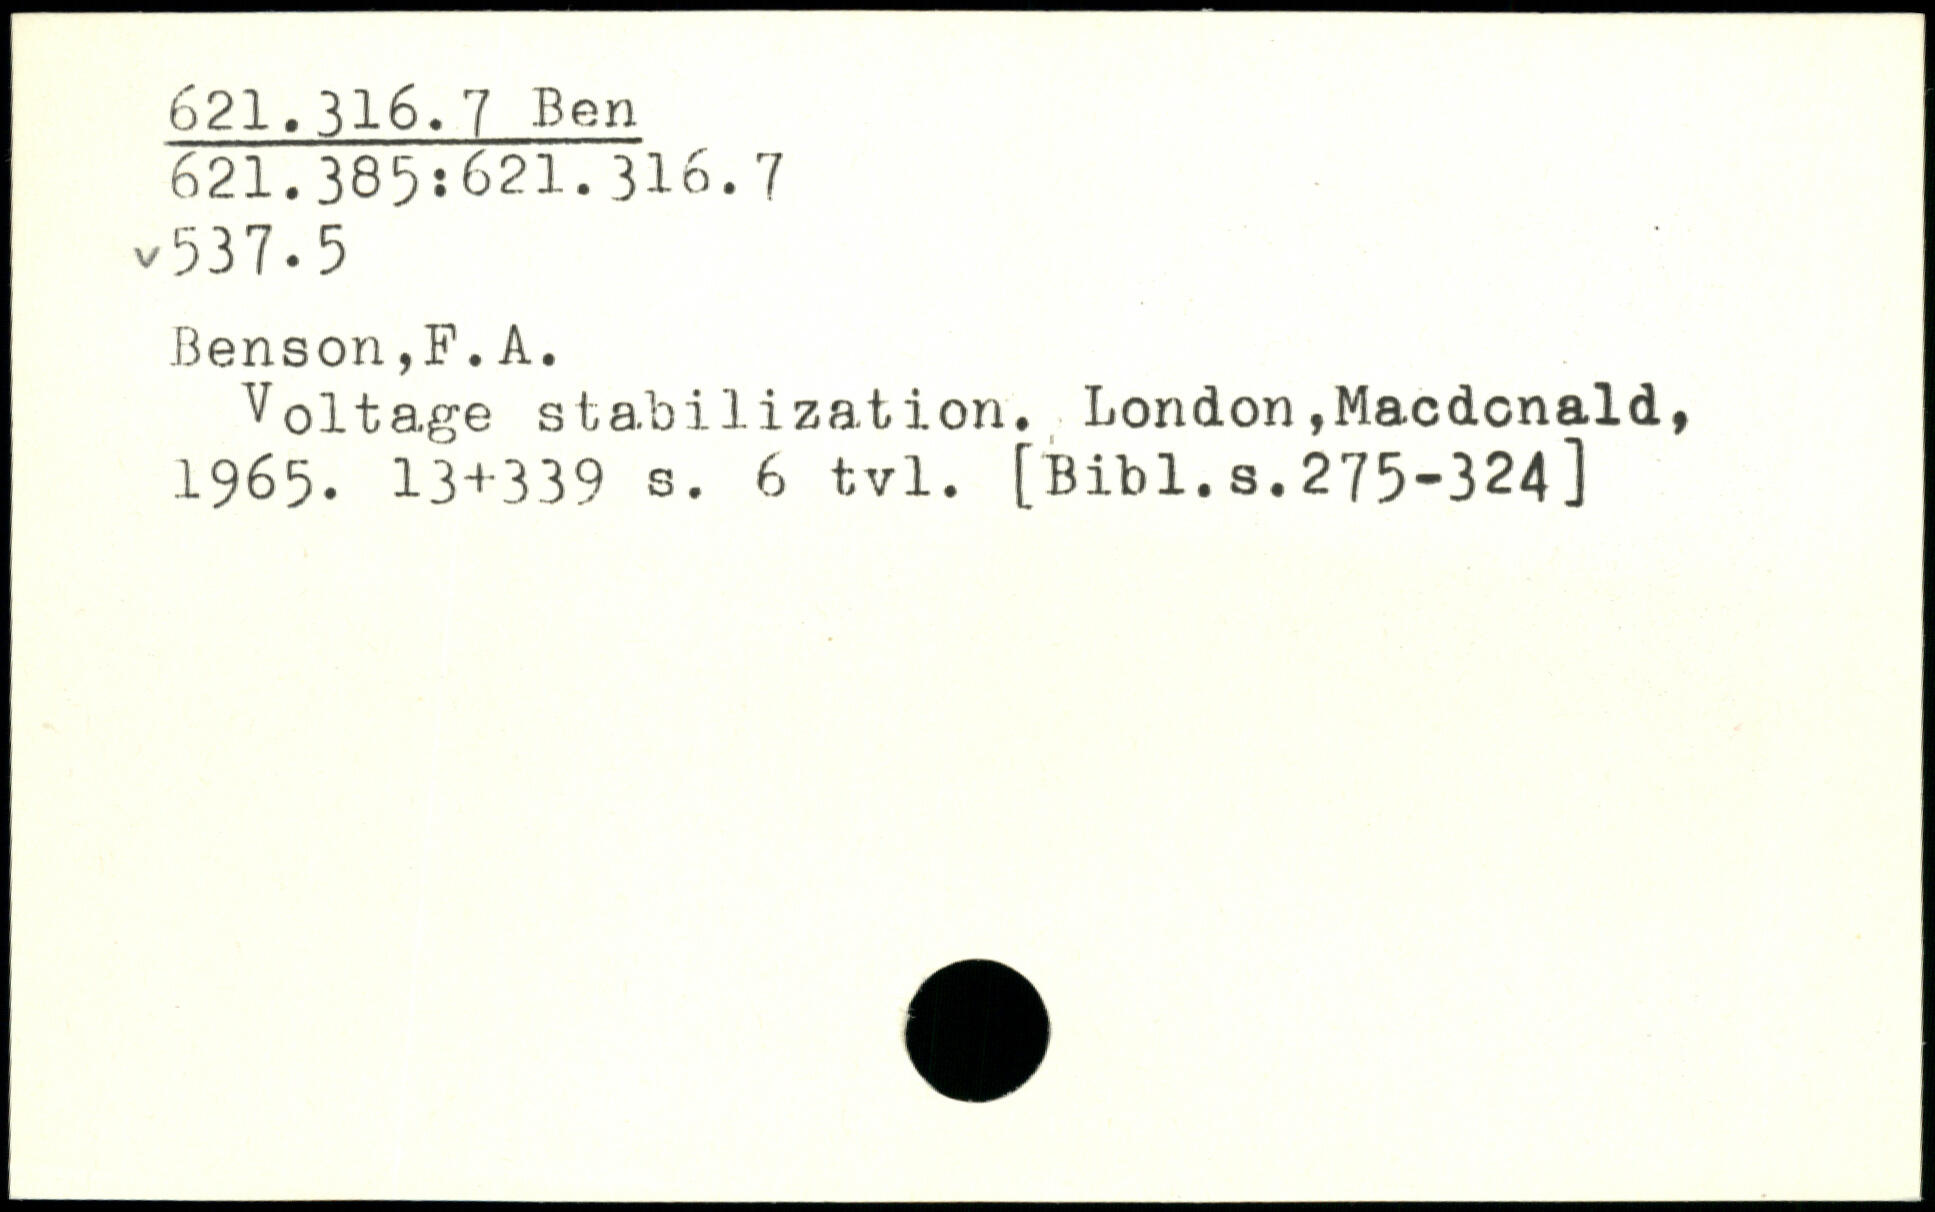 621.316.7 Ben
621.385:621.316.7
v537.5
Benson,F.A.
Voltage stabilization. London,Macdonald,
1965. 13+339 s. 6 tvl. [Bibl.s.275-324]